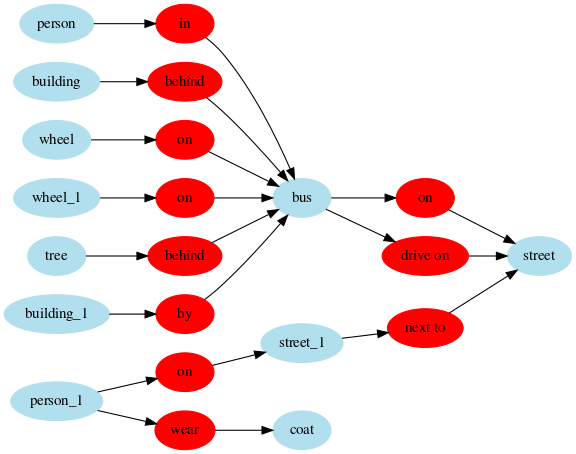 person
in
building
behind
wheel
on
wheel_1
on
bus
on
tree
behind
drive on
street
building_1
by
next to
street_1
on
person_1
wear
coat